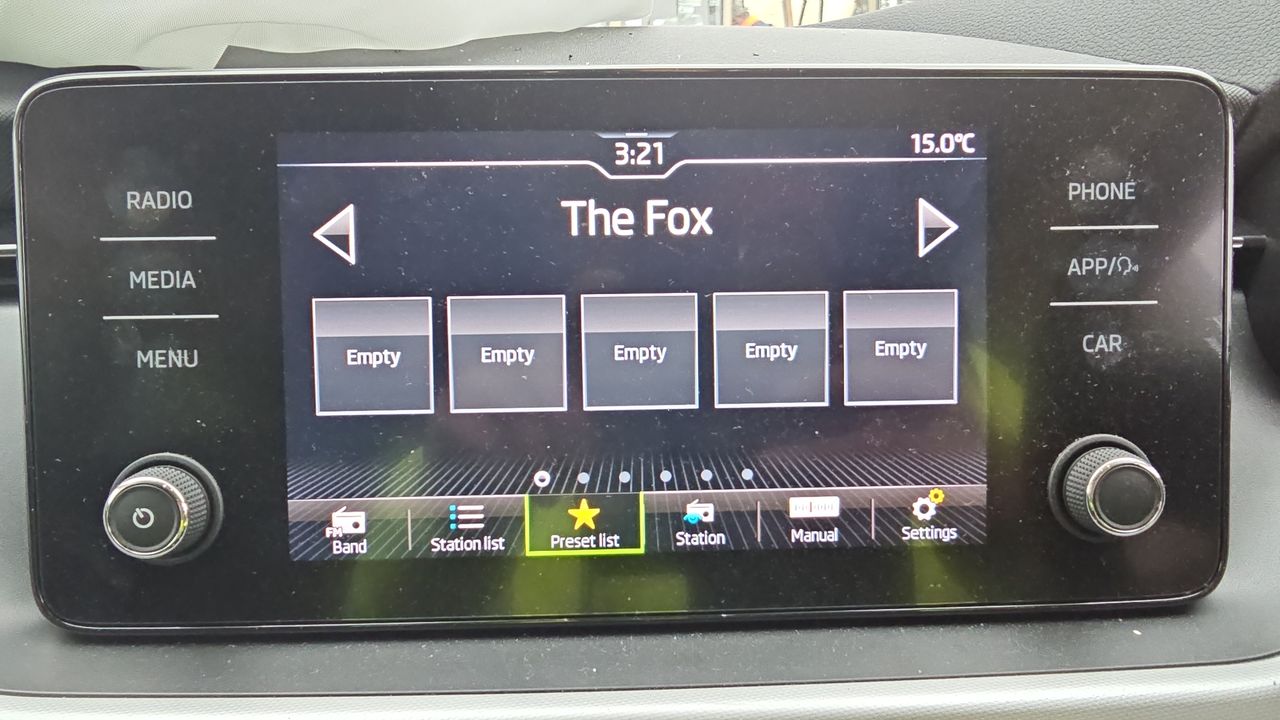 3:21
15.0°C
RADIO
MEDIA
MENU
The Fox
Empty
Empty
Empty
Empty
Empty
PHONE
APP/
CAR
FM
Band
Station list
Preset list
Station
Manual
Settings